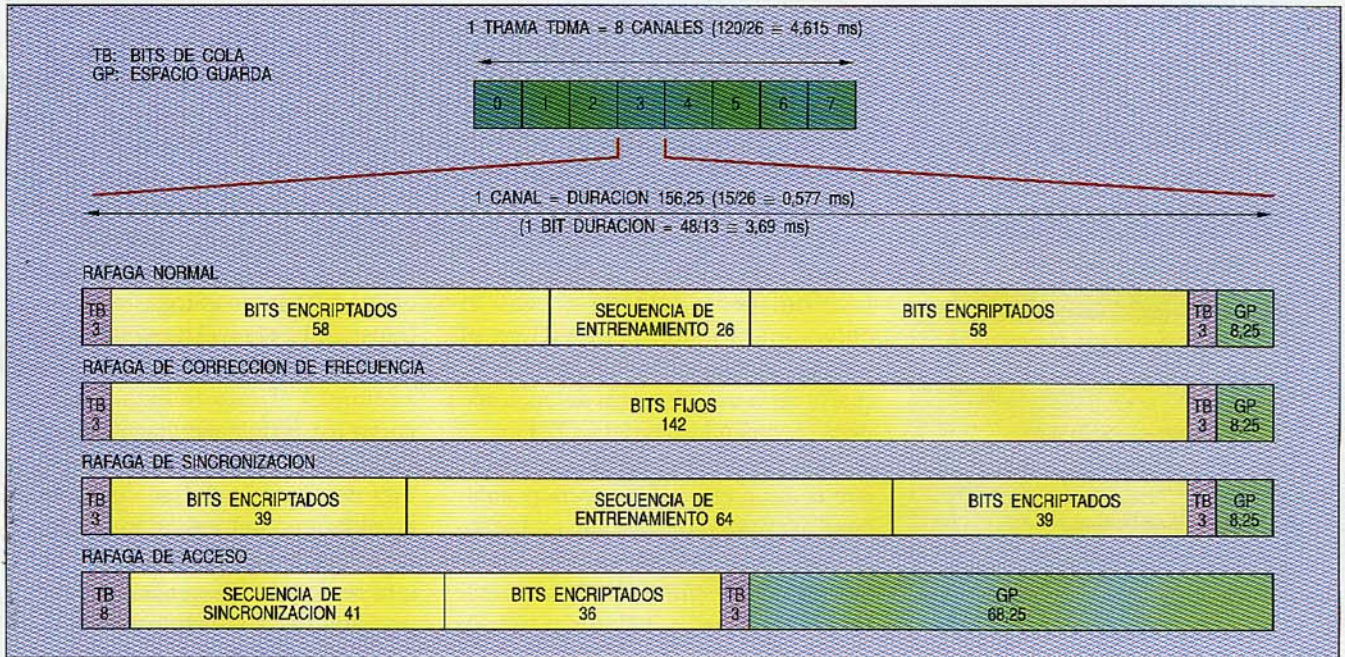 1 TRAMA TDMA = 8 CANALES (120/26 ≅ 4,615 ms)
TB: BITS DE COLA
GP: ESPACIO GUARDA
0 1 2 3 4 5 6 7
1 CANAL = DURACION 156,25 (15/26 ≅ 0,577 ms)
(1 BIT DURACION = 48/13 ≅ 3,69 ms)
RAFAGA NORMAL
TB 3
BITS ENCRIPTADOS
58
SECUENCIA DE
ENTRENAMIENTO 26
BITS ENCRIPTADOS
58
TB 3
GP
8,25
RAFAGA DE CORRECCION DE FRECUENCIA
TB 3
BITS FIJOS
142
TB 3
GP
8,25
RAFAGA DE SINCRONIZACION
TB 3
BITS ENCRIPTADOS
39
SECUENCIA DE
ENTRENAMIENTO 64
BITS ENCRIPTADOS
39
TB 3
GP
8,25
RAFAGA DE ACCESO
TB 8
SECUENCIA DE
SINCRONIZACION 41
BITS ENCRIPTADOS
36
TB 3
GP
68,25